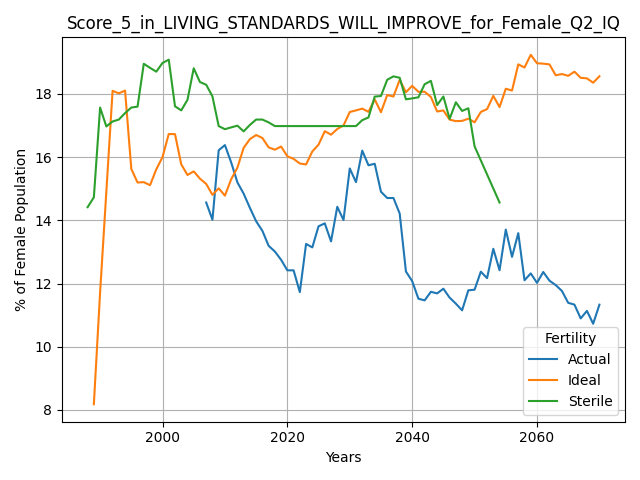 Score_5_in_LIVING_STANDARDS_WILL_IMPROVE_for_Female_Q2_IQ
% of Female Population
18
16
14
12
10
8
Fertility
Actual
Ideal
Sterile
2000 2020 2040 2060
Years